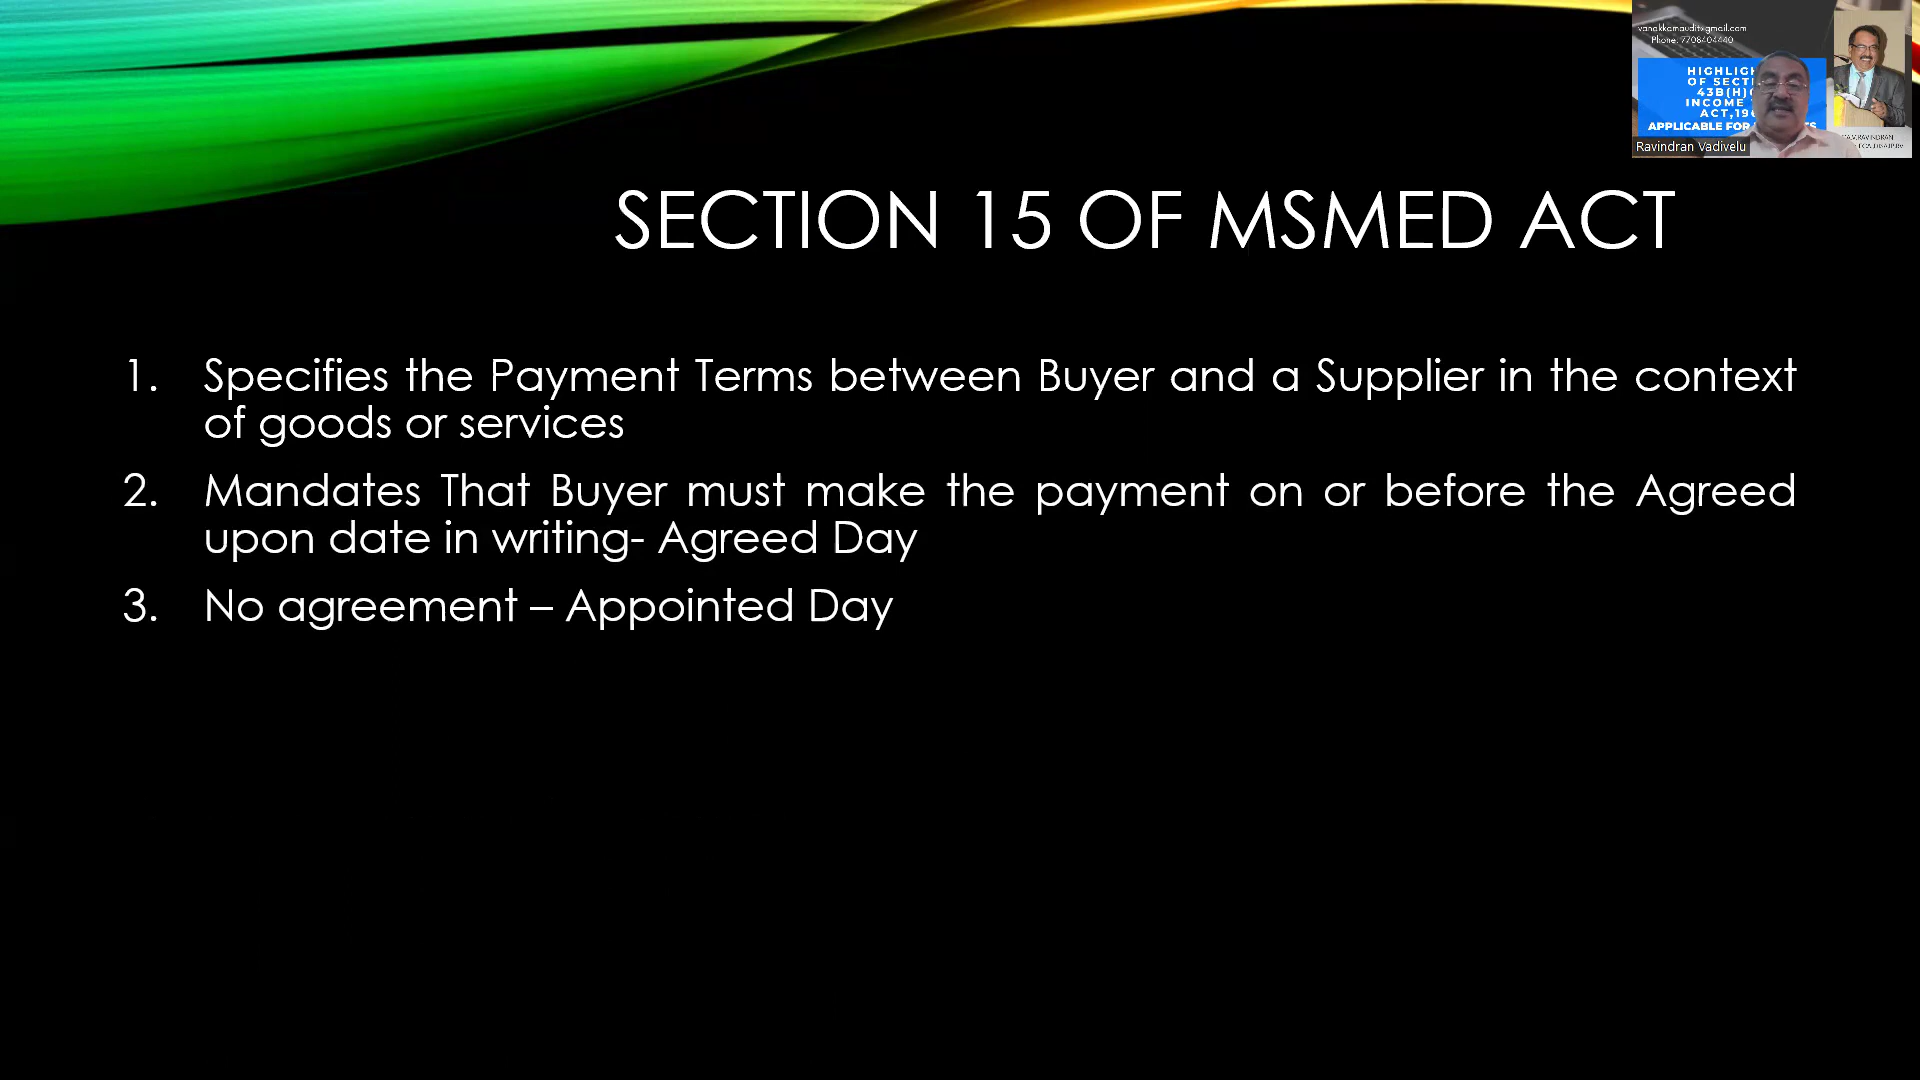 vanakkamaudit@gmail.com
Phone: 7708404440
HIGHLIGH
OF SECTI
43B(H)
INCOME
ACT,19
APPLICABLE FOR
Ravindran Vadivelu
SECTION 15 OF MSMED ACT
1. Specifies the Payment Terms between Buyer and a Supplier in the context
of goods or services
2. Mandates That Buyer must make the payment on or before the Agreed
upon date in writing- Agreed Day
3. No agreement – Appointed Day